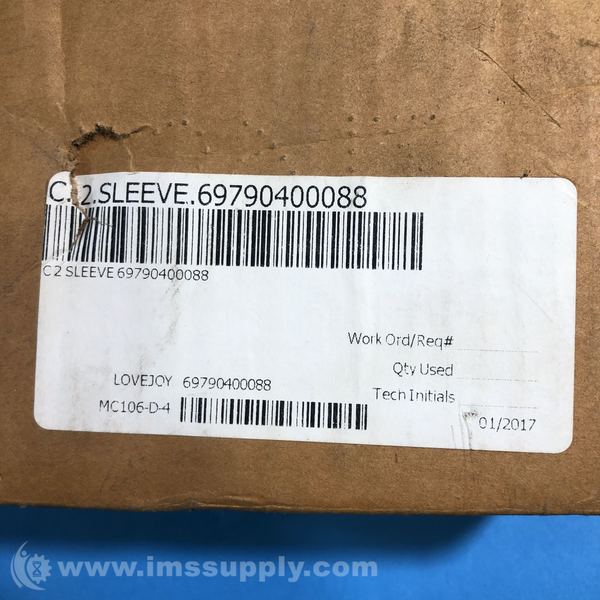 C.2.SLEEVE.69790400088
C 2 SLEEVE 69790400088
Work Ord/Req#
Qty Used
LOVEJOY 69790400088
Tech Initials
MC106-D-4
01/2017
www.imssupply.com